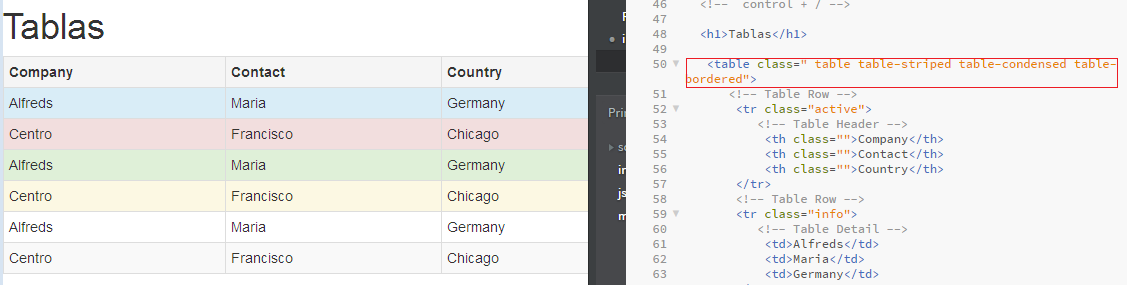 Tablas
Company Contact Country
Alfreds Maria Germany
Centro Francisco Chicago
Alfreds Maria Germany
Centro Francisco Chicago
Alfreds Maria Germany
Centro Francisco Chicago
Prin
46 <!--  control + / -->
47
48 <h1>Tablas</h1>
49
50 <table class=" table table-striped table-condensed table-
bordered">
51 <!-- Table Row -->
52 <tr class="active">
53 <!-- Table Header -->
54 <th class="">Company</th>
55 <th class="">Contact</th>
56 <th class="">Country</th>
57 </tr>
58 <!-- Table Row -->
59 <tr class="info">
60 <!-- Table Detail -->
61 <td>Alfreds</td>
62 <td>Maria</td>
63 <td>Germany</td>